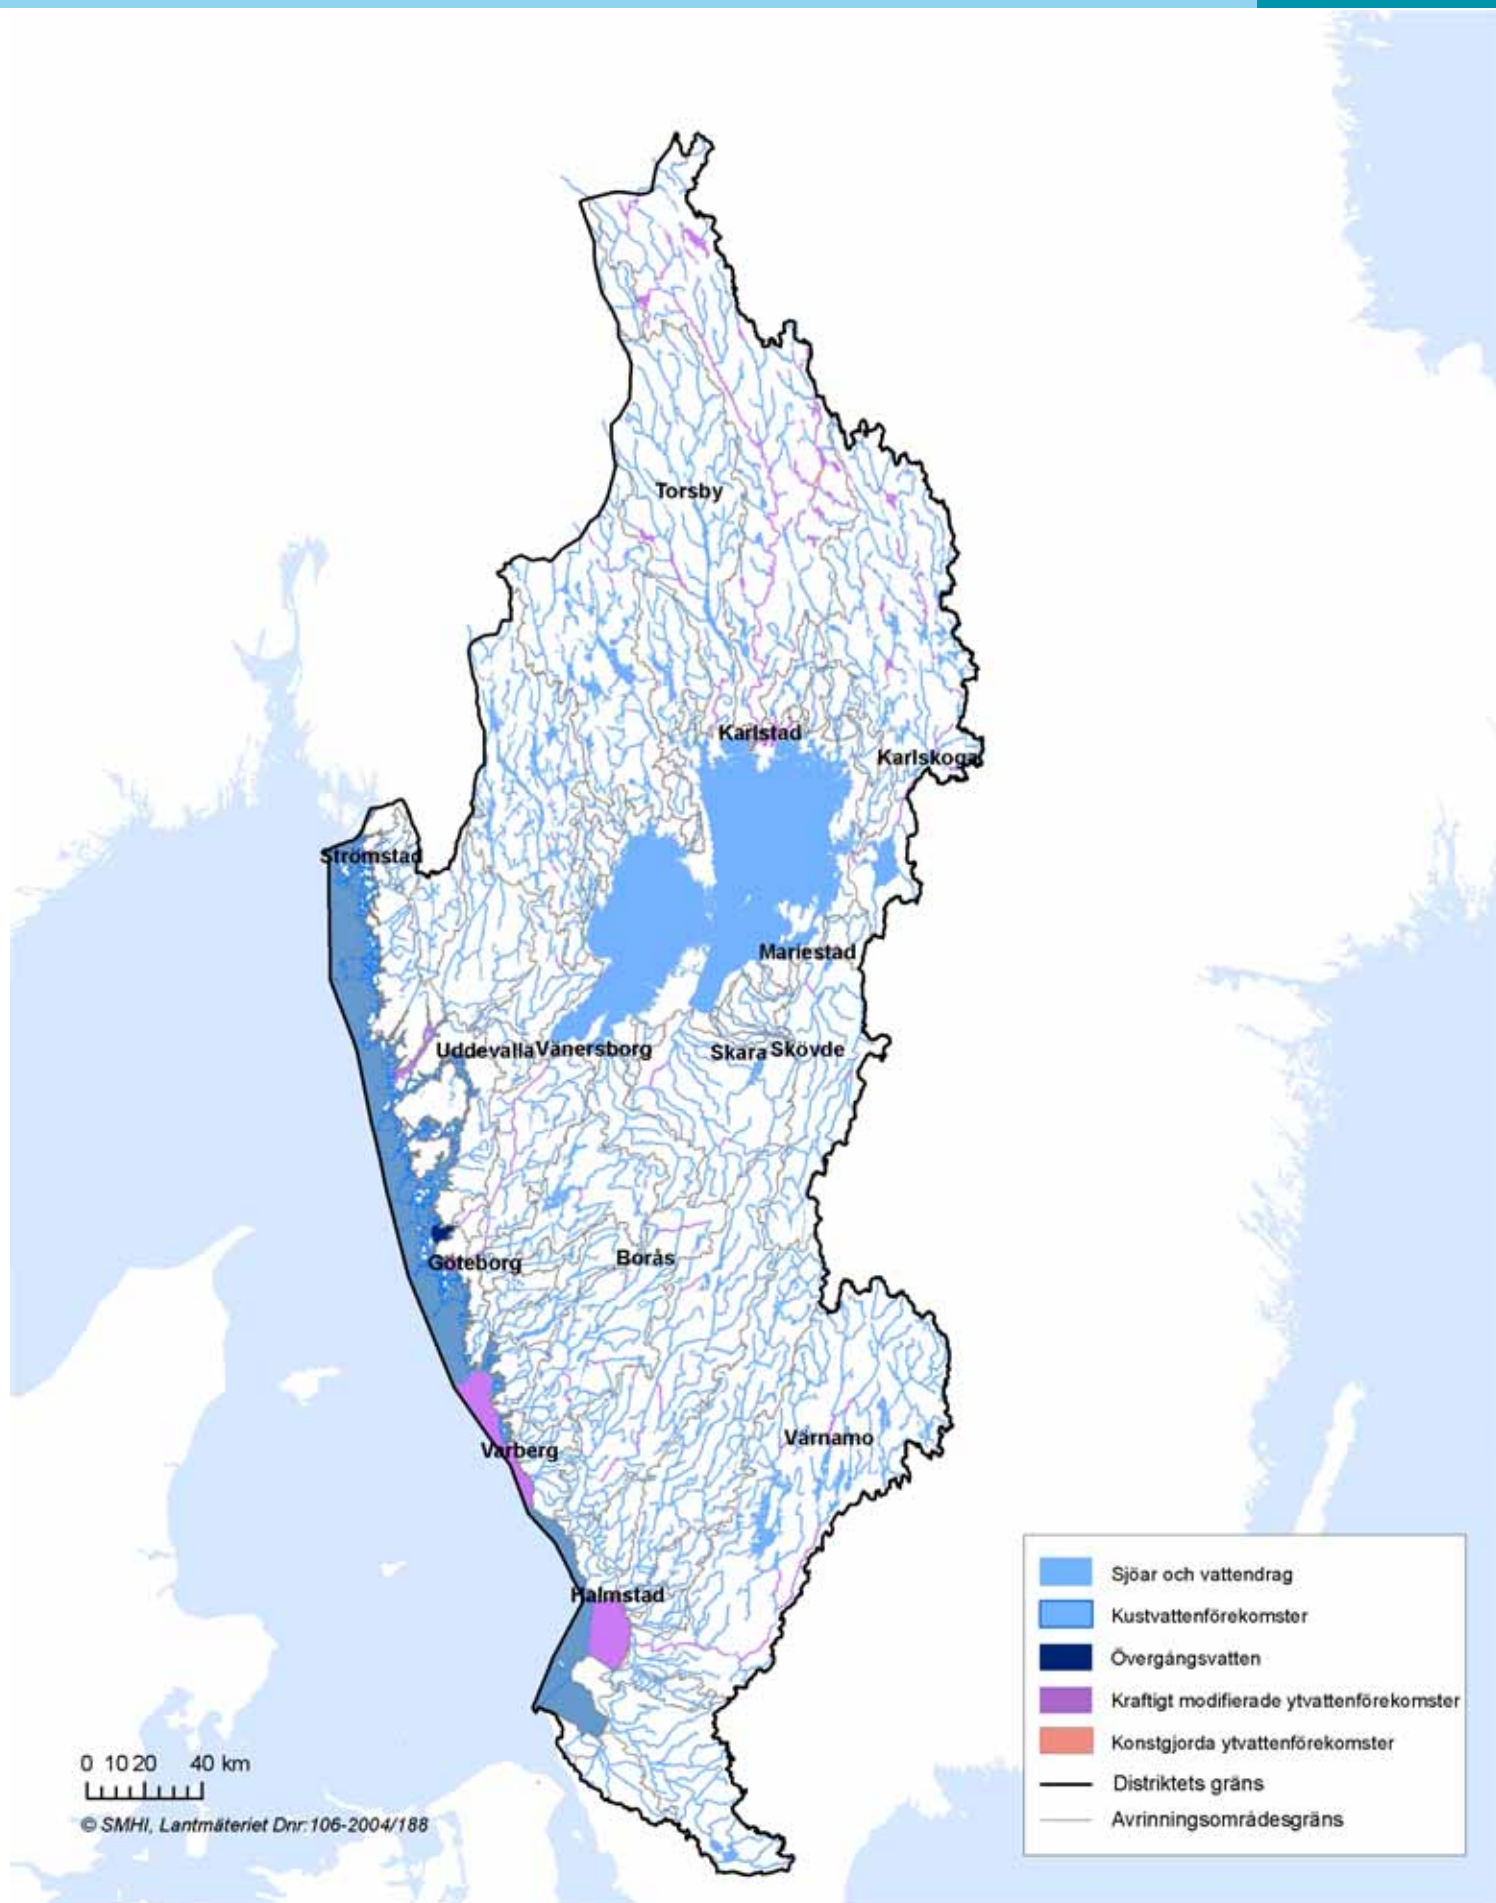 Torsby
Karlstad
Karlskoga
Strömstad
Mariestad
Uddevalla Vänersborg Skara Skövde
Göteborg
Borås
Värnamo
Varberg
Halmstad
Sjöar och vattendrag
Kustvattenförekomster
Övergångsvatten
Kraftigt modifierade ytvattenförekomster
Konstgjorda ytvattenförekomster
Distriktets gräns
Avrinningsområdesgräns
0 10 20 40 km
© SMHI, Lantmäteriet Dnr:106-2004/188